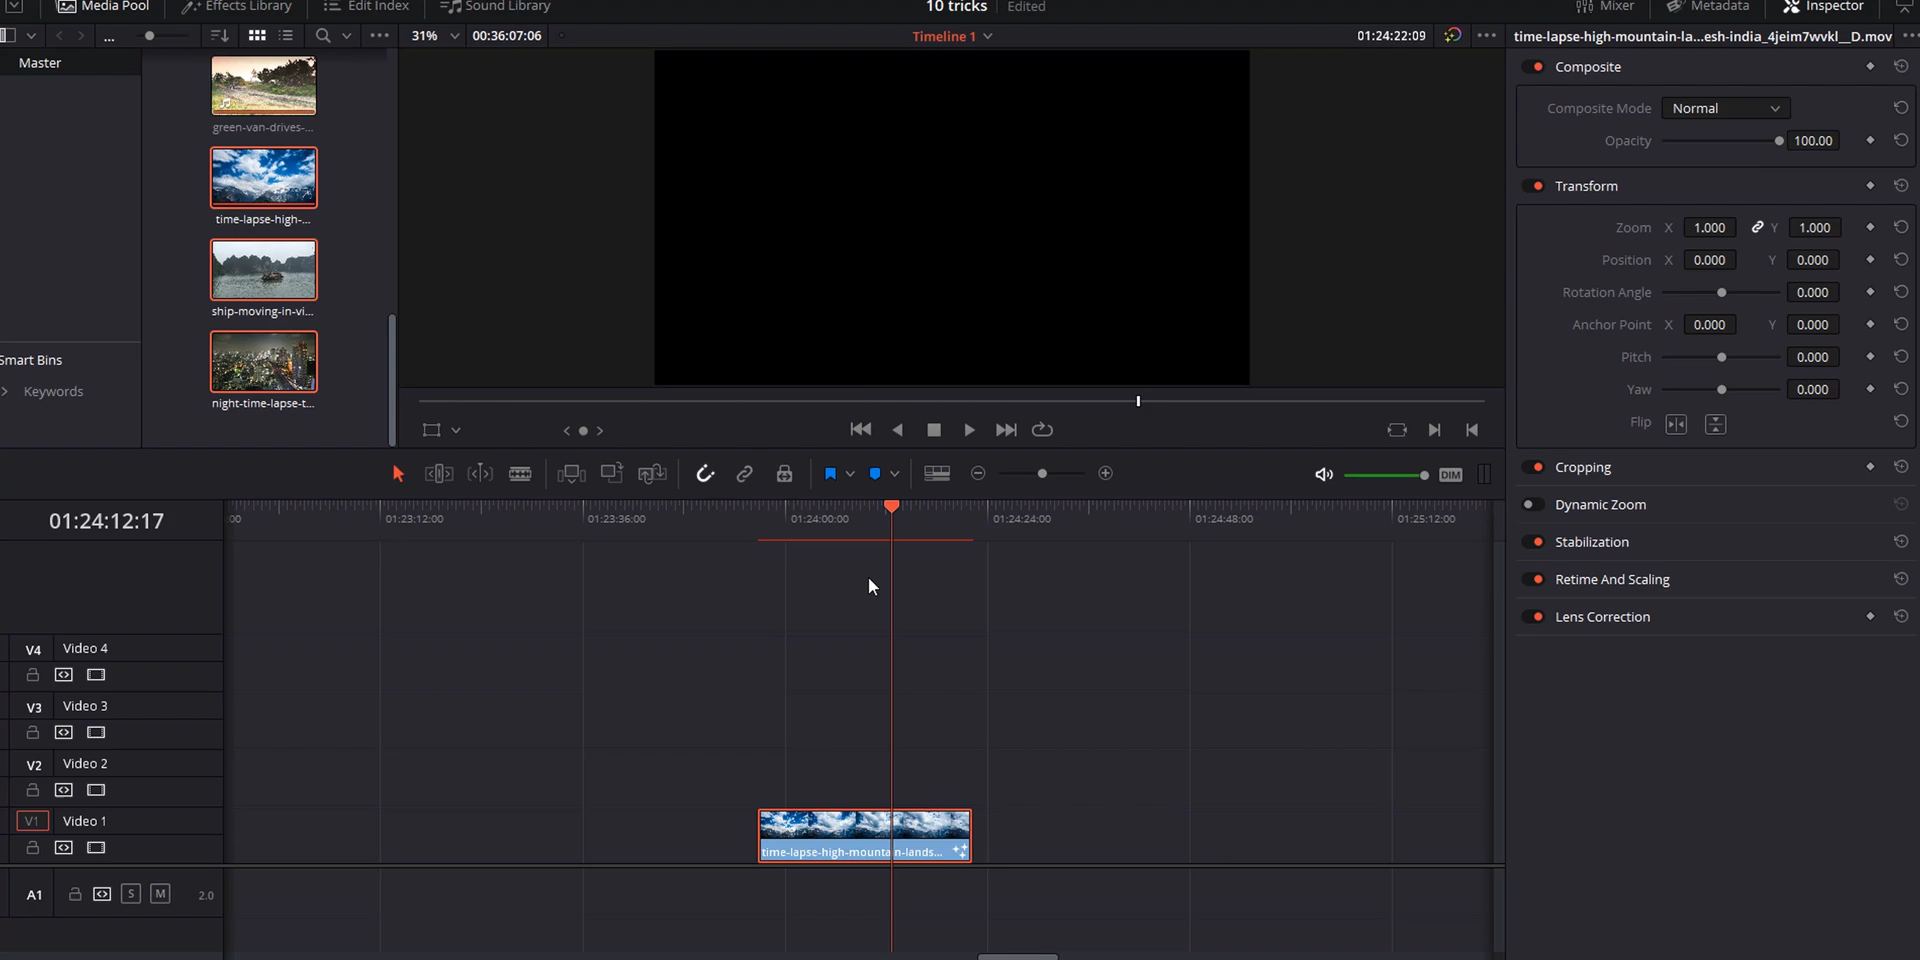 Media Pool
Effects Library
Edit Index
Sound Library
10 tricks
Edited
Mixer
Metadata
Inspector
...
31%
00:36:07:06
Timeline 1
01:24:22:09
time-lapse-high-mountain-la...esh-india_4jeim7wvkl__D.mov
Master
green-van-drives-...
time-lapse-high-...
ship-moving-in-vi...
night-time-lapse-t...
Smart Bins
Keywords
Composite
Composite Mode Normal
Opacity 100.00
Transform
Zoom X 1.000 Y 1.000
Position X 0.000 Y 0.000
Rotation Angle 0.000
Anchor Point X 0.000 Y 0.000
Pitch 0.000
Yaw 0.000
Flip
Cropping
Dynamic Zoom
Stabilization
Retime And Scaling
Lens Correction
DIM
01:24:12:17
:00
01:23:12:00
01:23:36:00
01:24:00:00
01:24:24:00
01:24:48:00
01:25:12:00
V4 Video 4
V3 Video 3
V2 Video 2
V1 Video 1
time-lapse-high-mountain-lands...
A1 S M 2.0